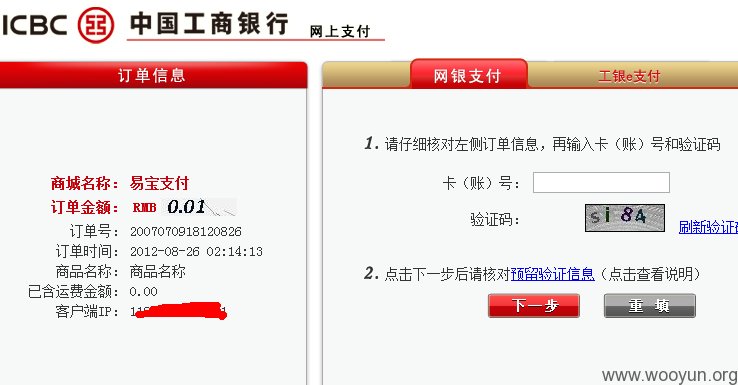 ICBC 中国工商银行 网上支付
订单信息
商城名称： 易宝支付
订单金额： RMB 0.01
订单号： 2007070918120826
订单时间： 2012-08-26 02:14:13
商品名称： 商品名称
已含运费金额： 0.00
客户端IP：
网银支付 工银e支付
1. 请仔细核对左侧订单信息，再输入卡（账）号和验证码
卡（账）号：
验证码： si84 刷新验证码
2. 点击下一步后请核对预留验证信息（点击查看说明）
下一步 重 填
www.wooyun.org